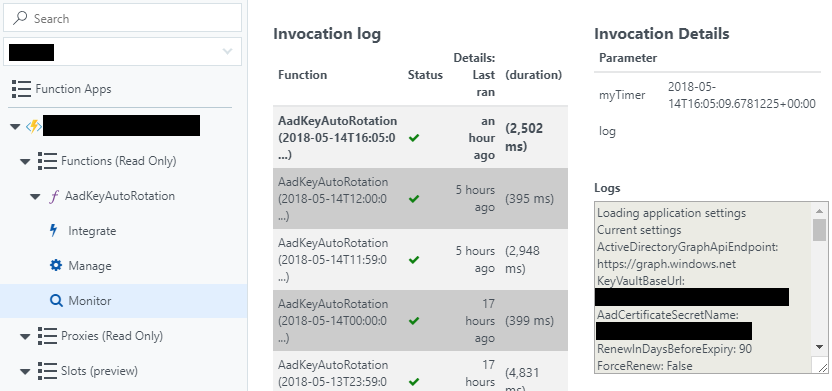 Search
Function Apps
Functions (Read Only)
AadKeyAutoRotation
Integrate
Manage
Monitor
Proxies (Read Only)
Slots (preview)
Invocation log
Function Status Details: Last ran (duration)
AadKeyAutoRotation
(2018-05-14T16:05:0
...)
an hour ago
(2,502 ms)
AadKeyAutoRotation
(2018-05-14T12:00:0
...)
5 hours ago
(395 ms)
AadKeyAutoRotation
(2018-05-14T11:59:0
...)
5 hours ago
(2,948 ms)
AadKeyAutoRotation
(2018-05-14T00:00:0
...)
17 hours ago
(399 ms)
AadKeyAutoRotation
(2018-05-13T23:59:0
17 hours
(4,831
Invocation Details
Parameter
myTimer 2018-05-
14T16:05:09.6781225+00:00
log
Logs
Loading application settings
Current settings
ActiveDirectoryGraphApiEndpoint:
https://graph.windows.net
KeyVaultBaseUrl:
AadCertificateSecretName:
RenewInDaysBeforeExpiry: 90
ForceRenew: False